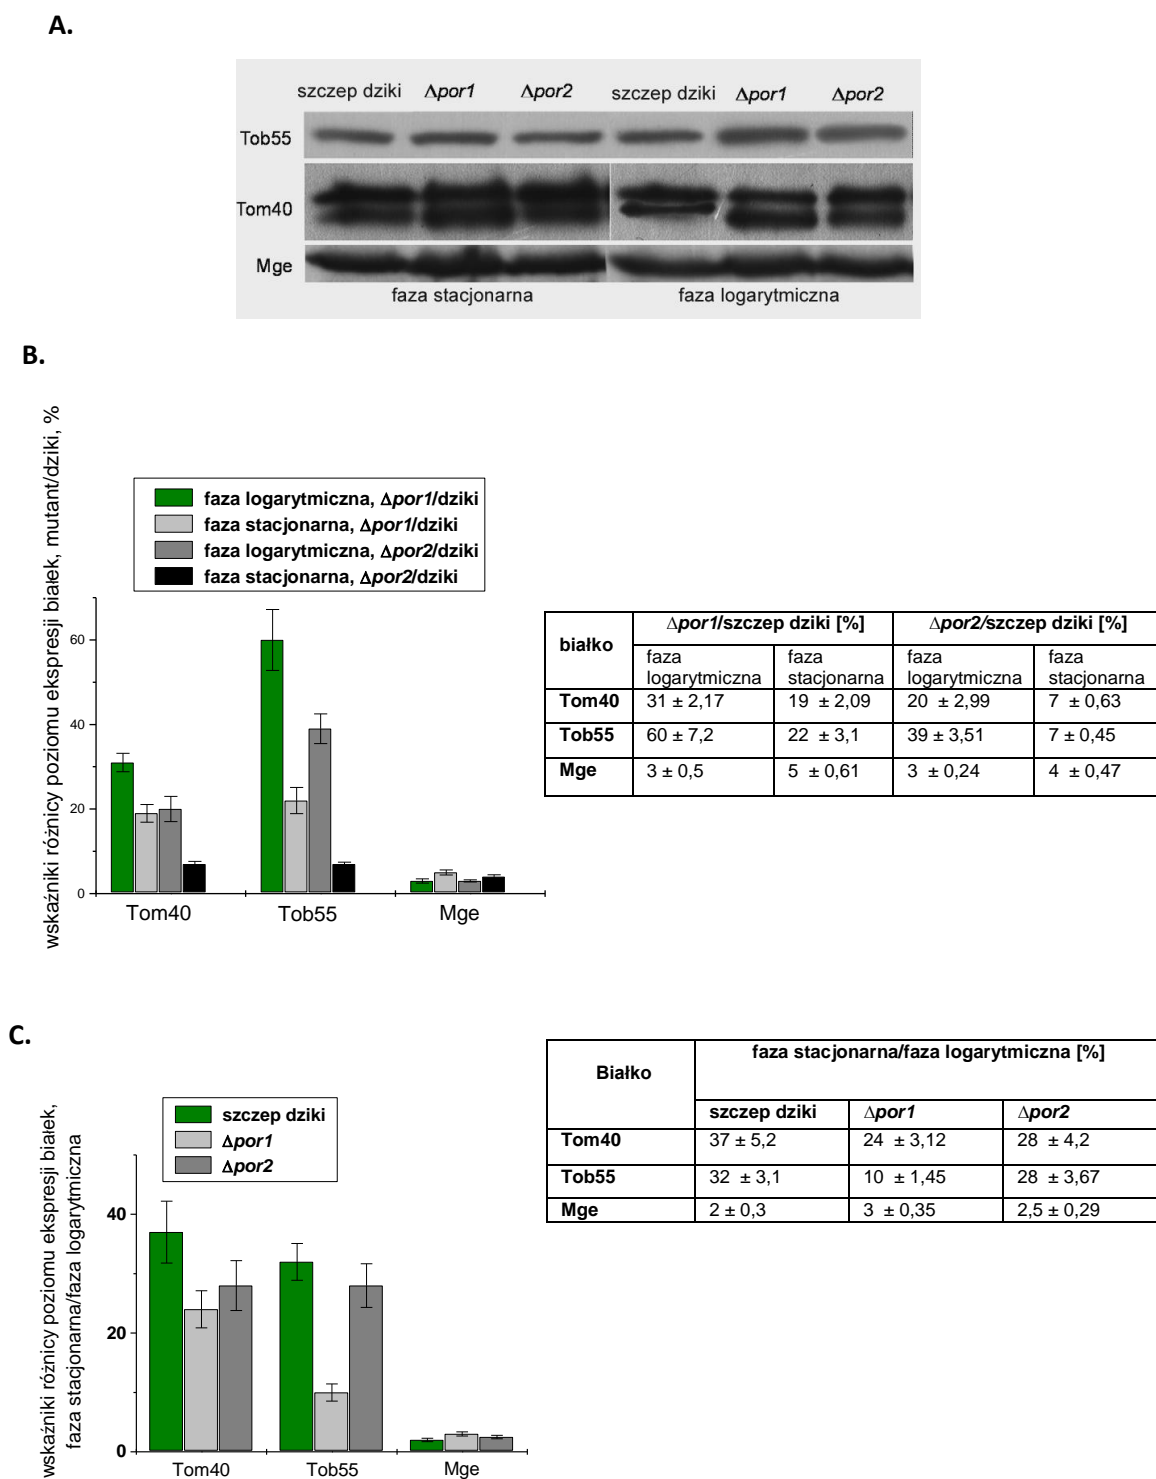 A.
szczep dziki Δpor1 Δpor2 szczep dziki Δpor1 Δpor2
Tob55
Tom40
Mge
faza stacjonarna faza logarytmiczna
B.
wskaźniki różnicy poziomu ekspresji białek, mutant/dziki, %
faza logarytmiczna, Δpor1/dziki
faza stacjonarna, Δpor1/dziki
faza logarytmiczna, Δpor2/dziki
faza stacjonarna, Δpor2/dziki
60
40
20
0
Tom40 Tob55 Mge
białko Δpor1/szczep dziki [%] Δpor2/szczep dziki [%]
faza logarytmiczna faza stacjonarna faza logarytmiczna faza stacjonarna
Tom40 31 ± 2,17 19 ± 2,09 20 ± 2,99 7 ± 0,63
Tob55 60 ± 7,2 22 ± 3,1 39 ± 3,51 7 ± 0,45
Mge 3 ± 0,5 5 ± 0,61 3 ± 0,24 4 ± 0,47
C.
wskaźniki różnicy poziomu ekspresji białek,
faza stacjonarna/faza logarytmiczna
szczep dziki
Δpor1
Δpor2
40
20
0
Tom40 Tob55 Mge
Białko faza stacjonarna/faza logarytmiczna [%]
szczep dziki Δpor1 Δpor2
Tom40 37 ± 5,2 24 ± 3,12 28 ± 4,2
Tob55 32 ± 3,1 10 ± 1,45 28 ± 3,67
Mge 2 ± 0,3 3 ± 0,35 2,5 ± 0,29